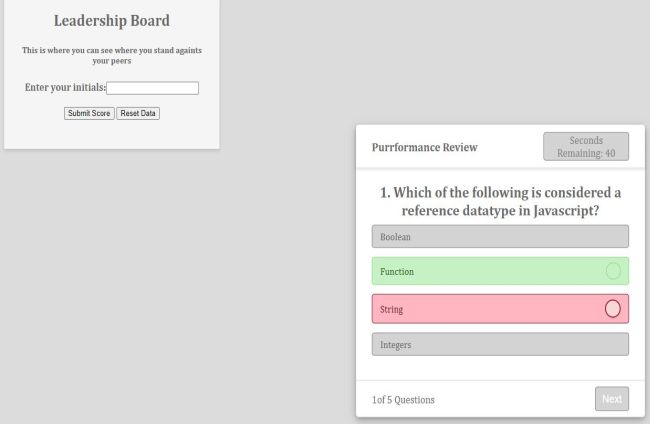 Leadership Board
This is where you can see where you stand againts
your peers
Enter your initials:
Submit Score Reset Data
Purrformance Review
Seconds
Remaining: 40
1. Which of the following is considered a
reference datatype in Javascript?
Boolean
Function
String
Integers
1of 5 Questions
Next